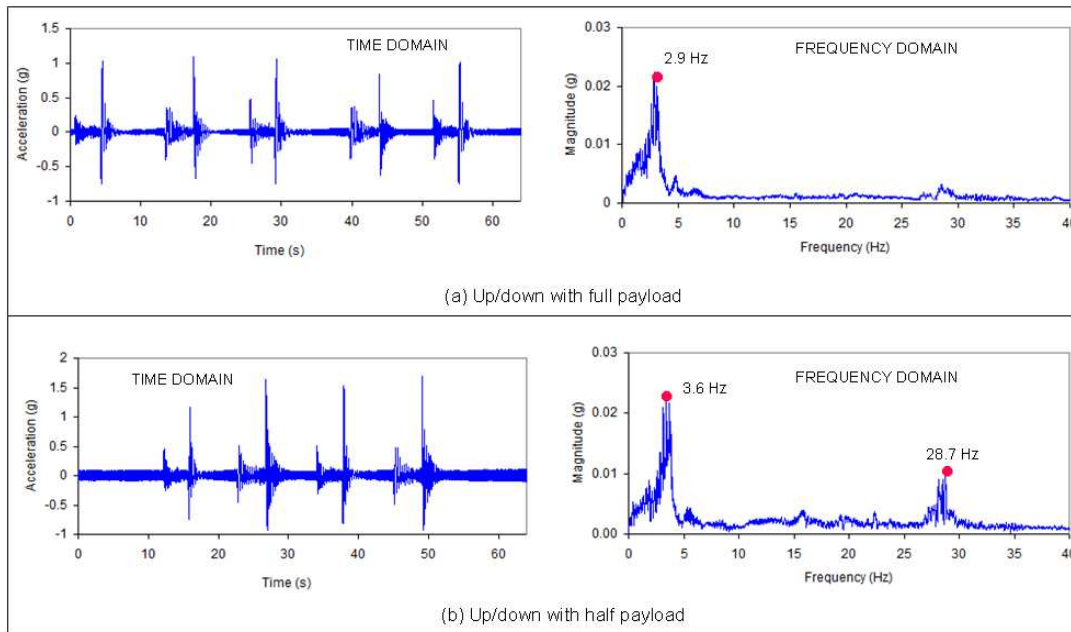 TIME DOMAIN
Acceleration (g)
1.5
1
0.5
0
-0.5
-1
0 10 20 30 40 50 60
Time (s)
FREQUENCY DOMAIN
2.9 Hz
Magnitude (g)
0.03
0.02
0.01
0
0 5 10 15 20 25 30 35 40
Frequency (Hz)
(a) Up/down with full payload
TIME DOMAIN
Acceleration (g)
2
1.5
1
0.5
0
-0.5
-1
0 10 20 30 40 50 60
Time (s)
FREQUENCY DOMAIN
3.6 Hz
28.7 Hz
Magnitude (g)
0.03
0.02
0.01
0.00
0 5 10 15 20 25 30 35 40
Frequency (Hz)
(b) Up/down with half payload